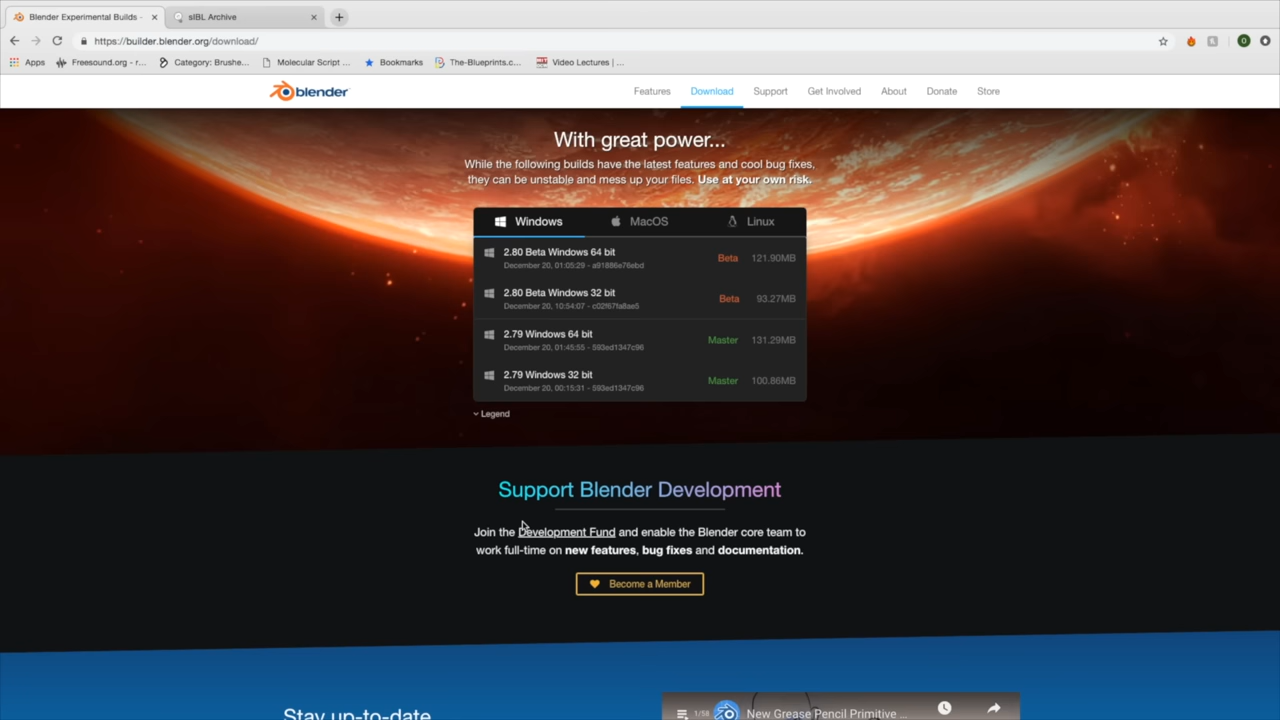 Blender Experimental Builds -
sIBL Archive
https://builder.blender.org/download/
Apps
Freesound.org - r...
Category: Brushe...
Molecular Script ...
Bookmarks
The-Blueprints.c...
Video Lectures | ...
blender
Features
Download
Support
Get Involved
About
Donate
Store
With great power...
While the following builds have the latest features and cool bug fixes,
they can be unstable and mess up your files. Use at your own risk.
Windows
MacOS
Linux
2.80 Beta Windows 64 bit
Beta
121.90MB
December 20, 01:05:29 - a91886e76ebd
2.80 Beta Windows 32 bit
Beta
93.27MB
December 20, 10:54:07 - c02f67fa8ae5
2.79 Windows 64 bit
Master
131.29MB
December 20, 01:45:55 - 593ed1347c96
2.79 Windows 32 bit
Master
100.86MB
December 20, 00:15:31 - 593ed1347c96
Legend
Support Blender Development
Join the Development Fund and enable the Blender core team to
work full-time on new features, bug fixes and documentation.
Become a Member
Stay up-to-date
1/58
New Grease Pencil Primitive ...